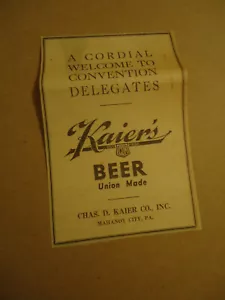 A CORDIAL
WELCOME TO
CONVENTION
DELEGATES
Kaier's
BEER
Union Made
CHAS. D. KAIER CO., INC.
MAHANOY CITY, PA.